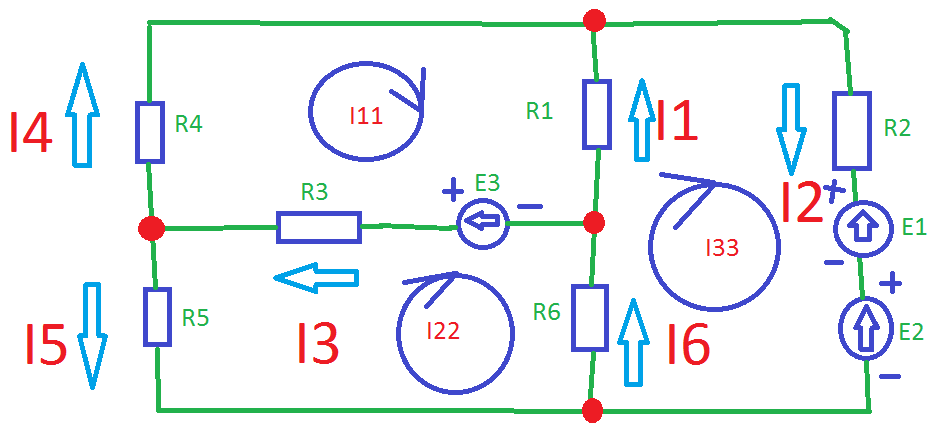 I4
R4
I11
R1
I1
R2
I2
E1
E2
R3
E3
I33
I5
R5
I3
I22
R6
I6
+
−
+
−
+
−